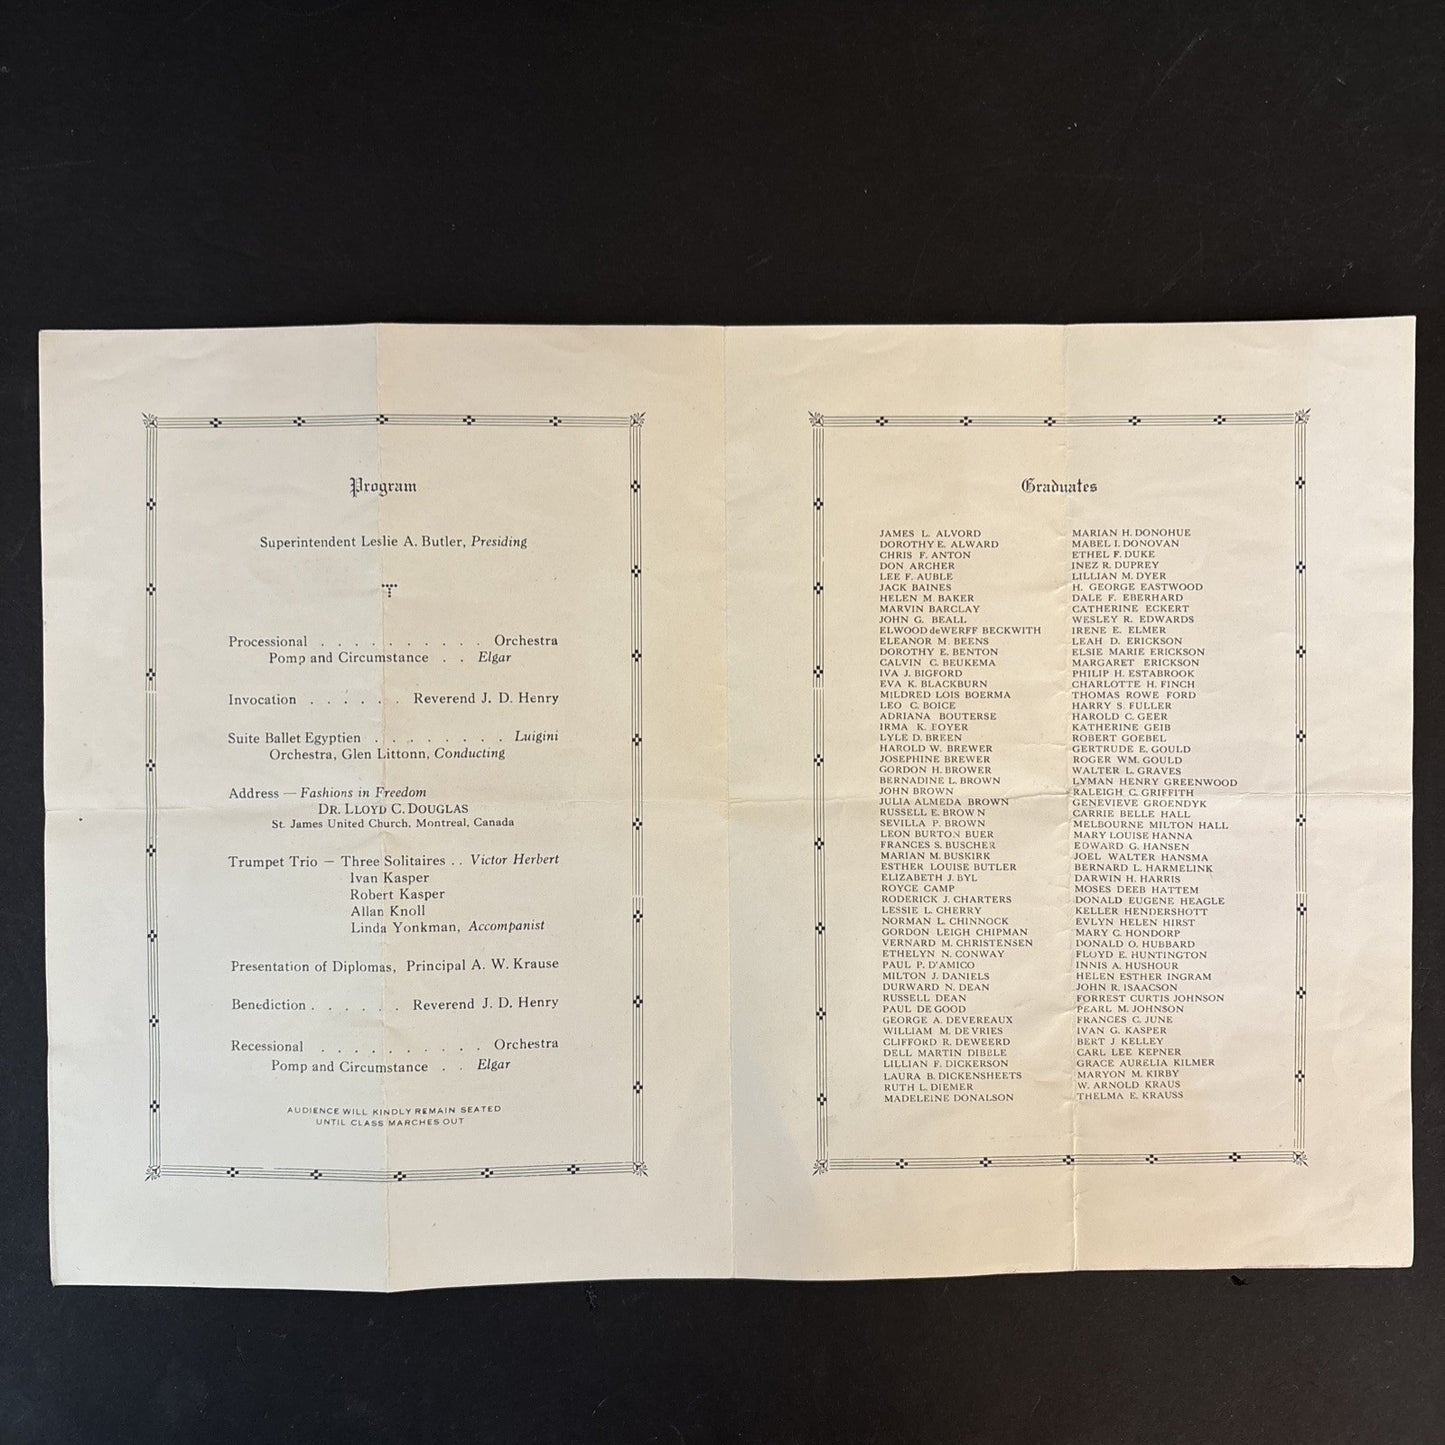 Program
Superintendent Leslie A. Butler, Presiding
Processional . . . . . . . . . . Orchestra
Pomp and Circumstance . . Elgar
Invocation . . . . . . Reverend J. D. Henry
Suite Ballet Egyptien . . . . . . . . . Luigini
Orchestra, Glen Littonn, Conducting
Address — Fashions in Freedom
DR. LLOYD C. DOUGLAS
St. James United Church, Montreal, Canada
Trumpet Trio — Three Solitaires . . Victor Herbert
Ivan Kasper
Robert Kasper
Allan Knoll
Linda Yonkman, Accompanist
Presentation of Diplomas, Principal A. W. Krause
Benediction . . . . . . Reverend J. D. Henry
Recessional . . . . . . . . . . Orchestra
Pomp and Circumstance . . Elgar
AUDIENCE WILL KINDLY REMAIN SEATED
UNTIL CLASS MARCHES OUT
Graduates
JAMES L. ALVORD
DOROTHY E. ALWARD
CHRIS F. ANTON
DON ARCHER
LEE F. AUBLE
JACK BAINES
HELEN M. BAKER
MARVIN BARCLAY
JOHN G. BEALL
ELWOOD deWERFF BECKWITH
ELEANOR M. BEENS
DOROTHY E. BENTON
CALVIN C. BEUKEMA
IVA J. BIGFORD
EVA K. BLACKBURN
MILDRED LOIS BOERMA
LEO C. BOICE
ADRIANA BOUTERSE
IRMA K. BOYER
LYLE D. BREEN
HAROLD W. BREWER
JOSEPHINE BREWER
GORDON H. BROWER
BERNADINE L. BROWN
JOHN BROWN
JULIA ALMEDA BROWN
RUSSELL E. BROWN
SEVILLA P. BROWN
LEON BURTON BUER
FRANCES S. BUSCHER
MARIAN M. BUSKIRK
ESTHER LOUISE BUTLER
ELIZABETH J. BYL
ROYCE CAMP
RODERICK J. CHARTERS
LESSIE L. CHERRY
NORMAN L. CHINNOCK
GORDON LEIGH CHIPMAN
VERNARD M. CHRISTENSEN
ETHELYN N. CONWAY
PAUL P. D'AMICO
MILTON J. DANIELS
DURWARD N. DEAN
RUSSELL DEAN
PAUL DE GOOD
GEORGE A. DEVEREAUX
WILLIAM M. DE VRIES
CLIFFORD R. DEWEERD
DELL MARTIN DIBBLE
LILLIAN F. DICKERSON
LAURA B. DICKENSHEETS
RUTH L. DIEMER
MADELEINE DONALSON
MARIAN H. DONOHUE
MABEL I. DONOVAN
ETHEL F. DUKE
INEZ R. DUPREY
LILLIAN M. DYER
H. GEORGE EASTWOOD
DALE F. EBERHARD
CATHERINE ECKERT
WESLEY R. EDWARDS
IRENE E. ELMER
LEAH D. ERICKSON
ELSIE MARIE ERICKSON
MARGARET ERICKSON
PHILIP H. ESTABROOK
CHARLOTTE H. FINCH
THOMAS ROWE FORD
HARRY S. FULLER
HAROLD C. GEER
KATHERINE GEIB
ROBERT GOEBEL
GERTRUDE E. GOULD
ROGER WM. GOULD
WALTER L. GRAVES
LYMAN HENRY GREENWOOD
RALEIGH C. GRIFFITH
GENEVIEVE GROENDYK
CARRIE BELLE HALL
MELBOURNE MILTON HALL
MARY LOUISE HANNA
EDWARD G. HANSEN
JOEL WALTER HANSMA
BERNARD L. HARMELINK
DARWIN H. HARRIS
MOSES DEEB HATTEM
DONALD EUGENE HEAGLE
KELLER HENDERSHOTT
EVLYN HELEN HIRST
MARY C. HONDORP
DONALD O. HUBBARD
FLOYD E. HUNTINGTON
INNIS A. HUSHOUR
HELEN ESTHER INGRAM
JOHN R. ISAACSON
FORREST CURTIS JOHNSON
PEARL M. JOHNSON
FRANCES C. JUNE
IVAN G. KASPER
BERT J KELLEY
CARL LEE KEPNER
GRACE AURELIA KILMER
MARYON M. KIRBY
W. ARNOLD KRAUS
THELMA E. KRAUSS